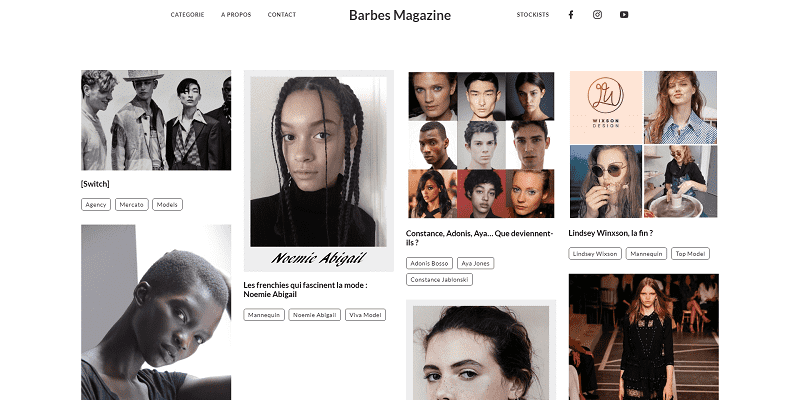 CATEGORIE A PROPOS CONTACT Barbes Magazine STOCKISTS
[Switch]
Agency Mercato Models
Noemie Abigail
Les frenchies qui fascinent la mode :
Noemie Abigail
Mannequin Noemie Abigail Viva Model
Constance, Adonis, Aya... Que deviennent-
ils ?
Adonis Bosso Aya Jones
Constance Jablonski
LW
WIXSON
DESIGN
Lindsey Winxson, la fin ?
Lindsey Wixson Mannequin Top Model